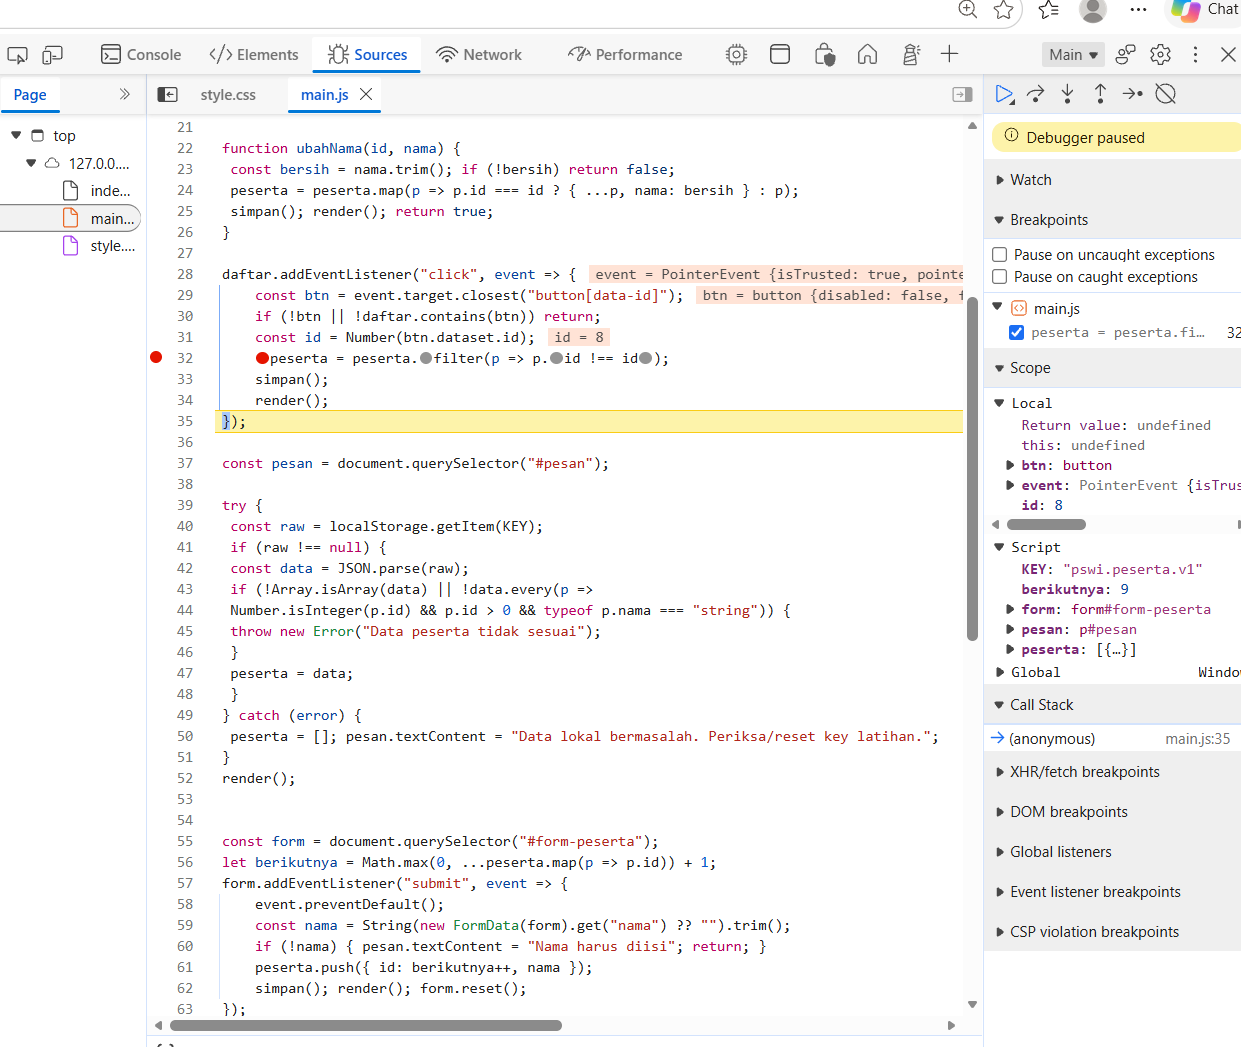 Chat
Console
Elements
Sources
Network
Performance
Main
Page
style.css
main.js
top
127.0.0....
inde...
main...
style....
21
22 function ubahNama(id, nama) {
23 const bersih = nama.trim(); if (!bersih) return false;
24 peserta = peserta.map(p => p.id === id ? { ...p, nama: bersih } : p);
25 simpan(); render(); return true;
26 }
27
28 daftar.addEventListener("click", event => { event = PointerEvent {isTrusted: true, pointe
29 const btn = event.target.closest("button[data-id]"); btn = button {disabled: false, f
30 if (!btn || !daftar.contains(btn)) return;
31 const id = Number(btn.dataset.id); id = 8
32 peserta = peserta.filter(p => p.id !== id);
33 simpan();
34 render();
35 });
36
37 const pesan = document.querySelector("#pesan");
38
39 try {
40 const raw = localStorage.getItem(KEY);
41 if (raw !== null) {
42 const data = JSON.parse(raw);
43 if (!Array.isArray(data) || !data.every(p =>
44 Number.isInteger(p.id) && p.id > 0 && typeof p.nama === "string")) {
45 throw new Error("Data peserta tidak sesuai");
46 }
47 peserta = data;
48 }
49 } catch (error) {
50 peserta = []; pesan.textContent = "Data lokal bermasalah. Periksa/reset key latihan.";
51 }
52 render();
53
54
55 const form = document.querySelector("#form-peserta");
56 let berikutnya = Math.max(0, ...peserta.map(p => p.id)) + 1;
57 form.addEventListener("submit", event => {
58 event.preventDefault();
59 const nama = String(new FormData(form).get("nama") ?? "").trim();
60 if (!nama) { pesan.textContent = "Nama harus diisi"; return; }
61 peserta.push({ id: berikutnya++, nama });
62 simpan(); render(); form.reset();
63 });
Debugger paused
Watch
Breakpoints
Pause on uncaught exceptions
Pause on caught exceptions
main.js
peserta = peserta.fi... 32
Scope
Local
Return value: undefined
this: undefined
btn: button
event: PointerEvent {isTrus
id: 8
Script
KEY: "pswi.peserta.v1"
berikutnya: 9
form: form#form-peserta
pesan: p#pesan
peserta: [{…}]
Global Windo
Call Stack
(anonymous) main.js:35
XHR/fetch breakpoints
DOM breakpoints
Global listeners
Event listener breakpoints
CSP violation breakpoints